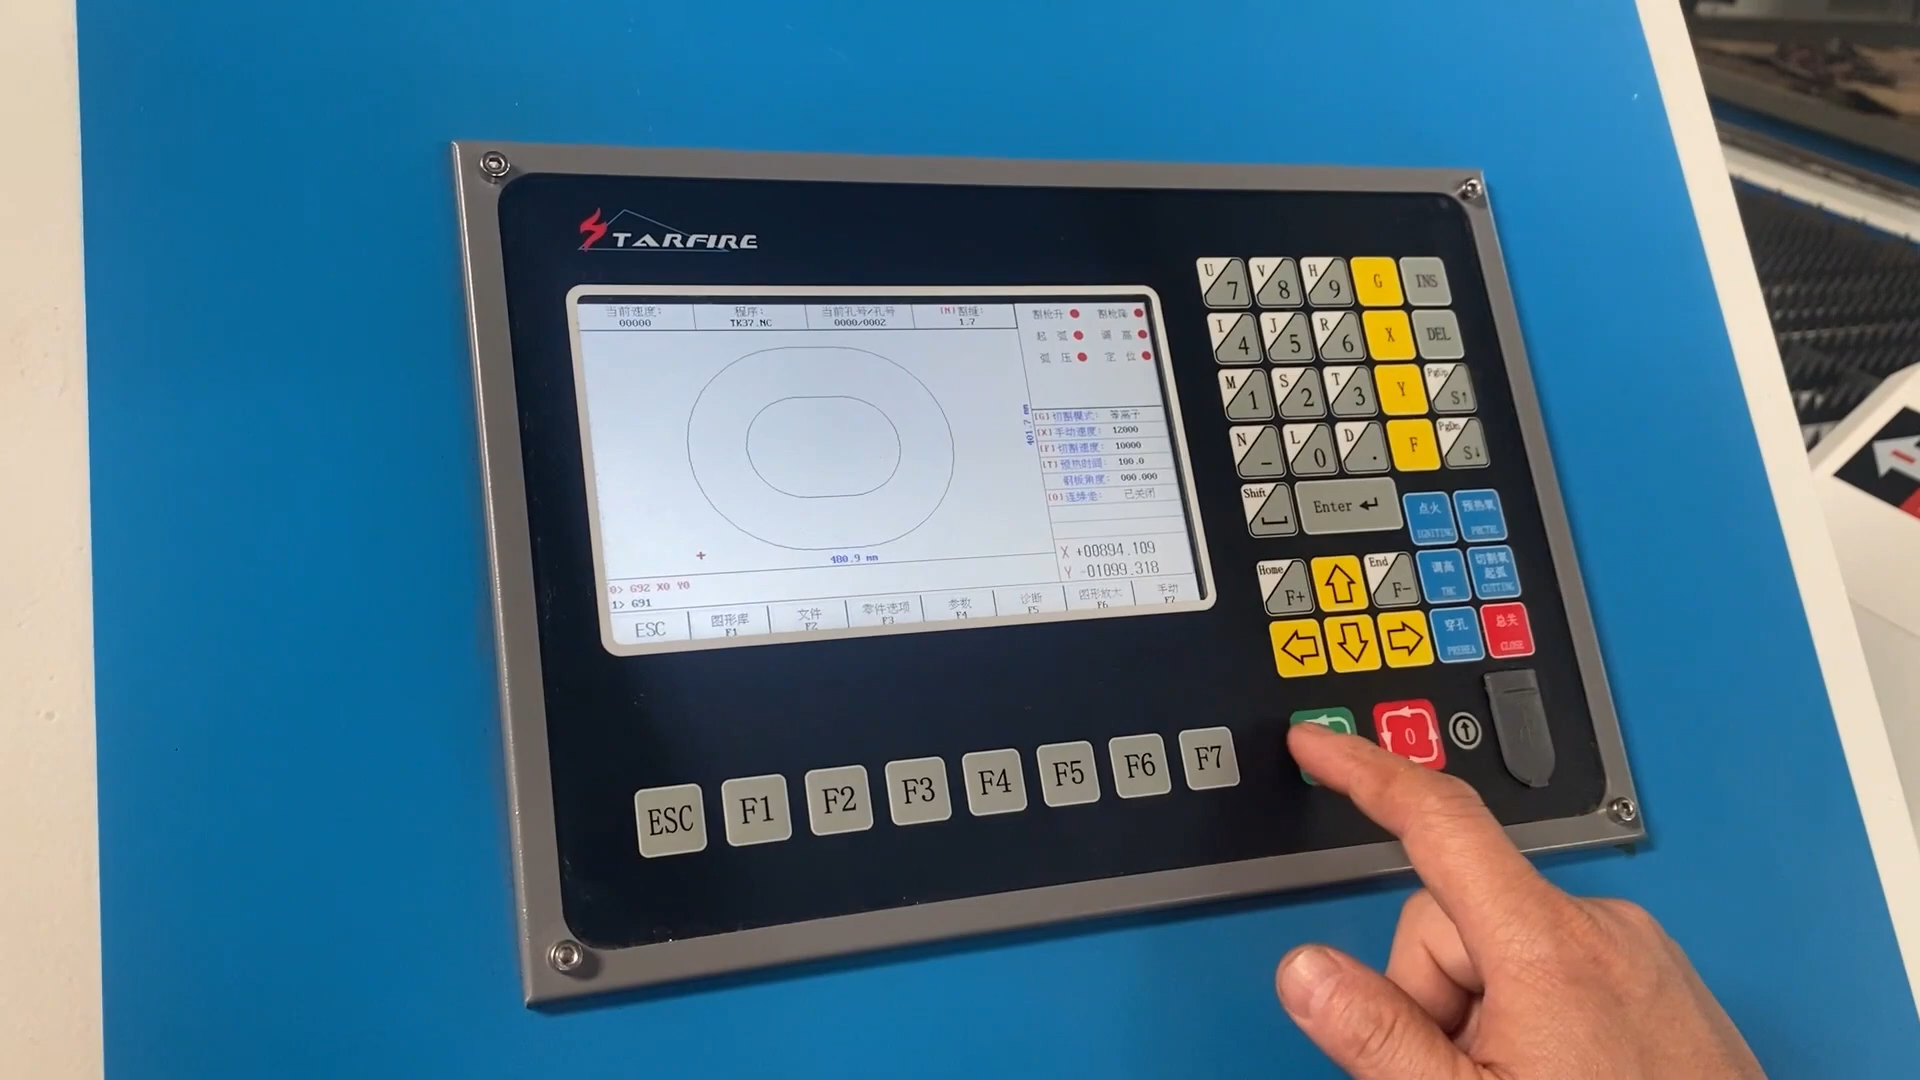 STARFIRE
当前速度: 程序: 当前孔号/孔号 [N]割缝:
00000 TK37.NC 0000/0002 1.7
割枪升 割枪降
起弧 调高
弧压 定位
[G]切割模式: 等离子
[X]手动速度: 12000
[F]切割速度: 10000
[T]预热时间: 100.0
钢板角度: 000.000
[O]连续走: 已关闭
401.7 mm
480.9 mm
X +00894.109
Y -01099.318
0> G92 X0 Y0
1> G91
ESC 图形库 文件 零件选项 参数 诊断 图形放大 手动
F1 F2 F3 F4 F5 F6 F7
U 7 V 8 H 9 G INS
I 4 J 5 R 6 X DEL
M 1 S 2 T 3 Y PgUp S↑
N - L 0 D . F PgDn S↓
Shift Enter 点火 IGNITING 预热氧
Home F+ End F- 调高 THC 切割氧 起弧 CUTTING
穿孔 PREHEA 总关 CLOSE
0
ESC F1 F2 F3 F4 F5 F6 F7